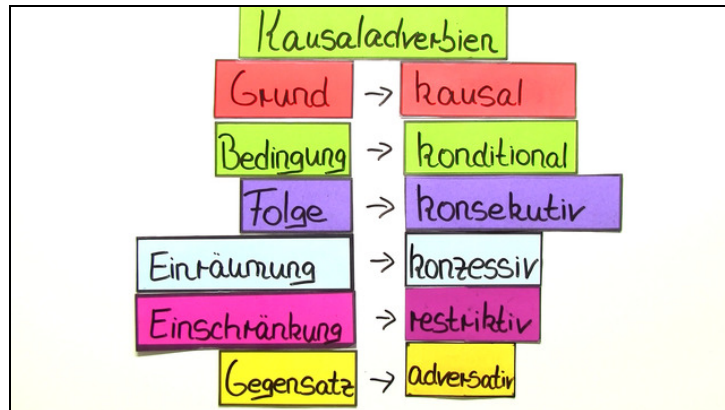 Kausaladverbien
Grund → kausal
Bedingung → konditional
Folge → konsekutiv
Einräumung → konzessiv
Einschränkung → restriktiv
Gegensatz → adversativ